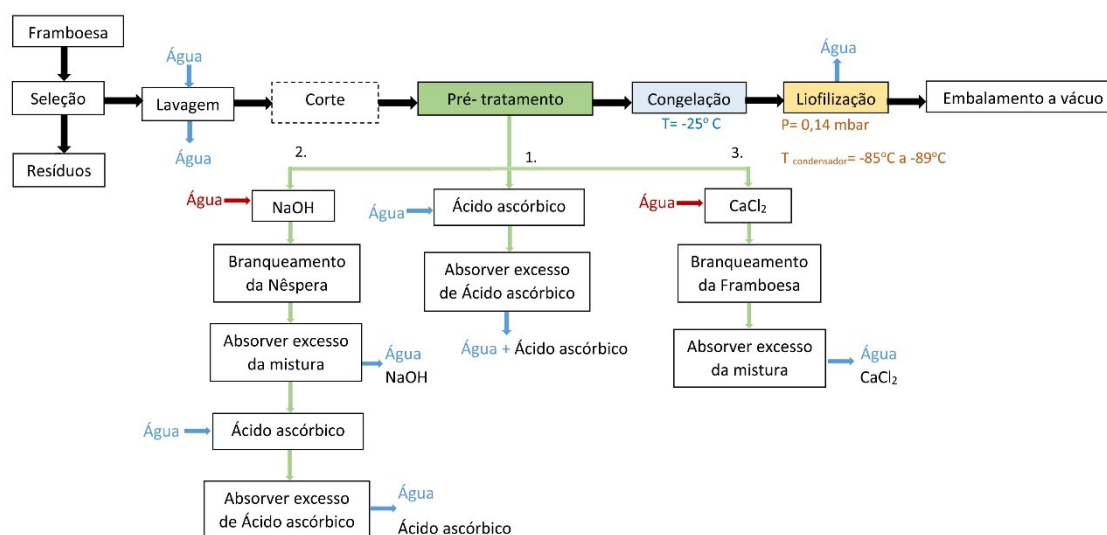 Framboesa
Água
Água
Seleção
Lavagem
Corte
Pré- tratamento
Congelação
Liofilização
Embalamento a vácuo
T= -25° C
P= 0,14 mbar
Água
Resíduos
T condensador= -85°C a -89°C
2.
1.
3.
Água
NaOH
Água
Ácido ascórbico
Água
CaCl₂
Branqueamento
da Nêspera
Absorver excesso
de Ácido ascórbico
Branqueamento
da Framboesa
Absorver excesso
da mistura
Água
NaOH
Água + Ácido ascórbico
Absorver excesso
da mistura
Água
CaCl₂
Água
Ácido ascórbico
Absorver excesso
de Ácido ascórbico
Água
Ácido ascórbico